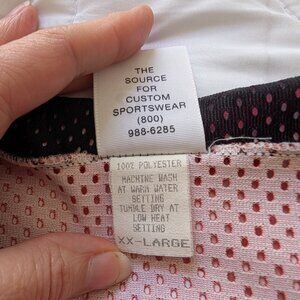 THE
SOURCE
FOR
CUSTOM
SPORTSWEAR
(800)
988-6285
100% POLYESTER
MACHINE WASH
AT WARM WATER
SETTING
TUMBLE DRY AT
LOW HEAT
SETTING
XX-LARGE